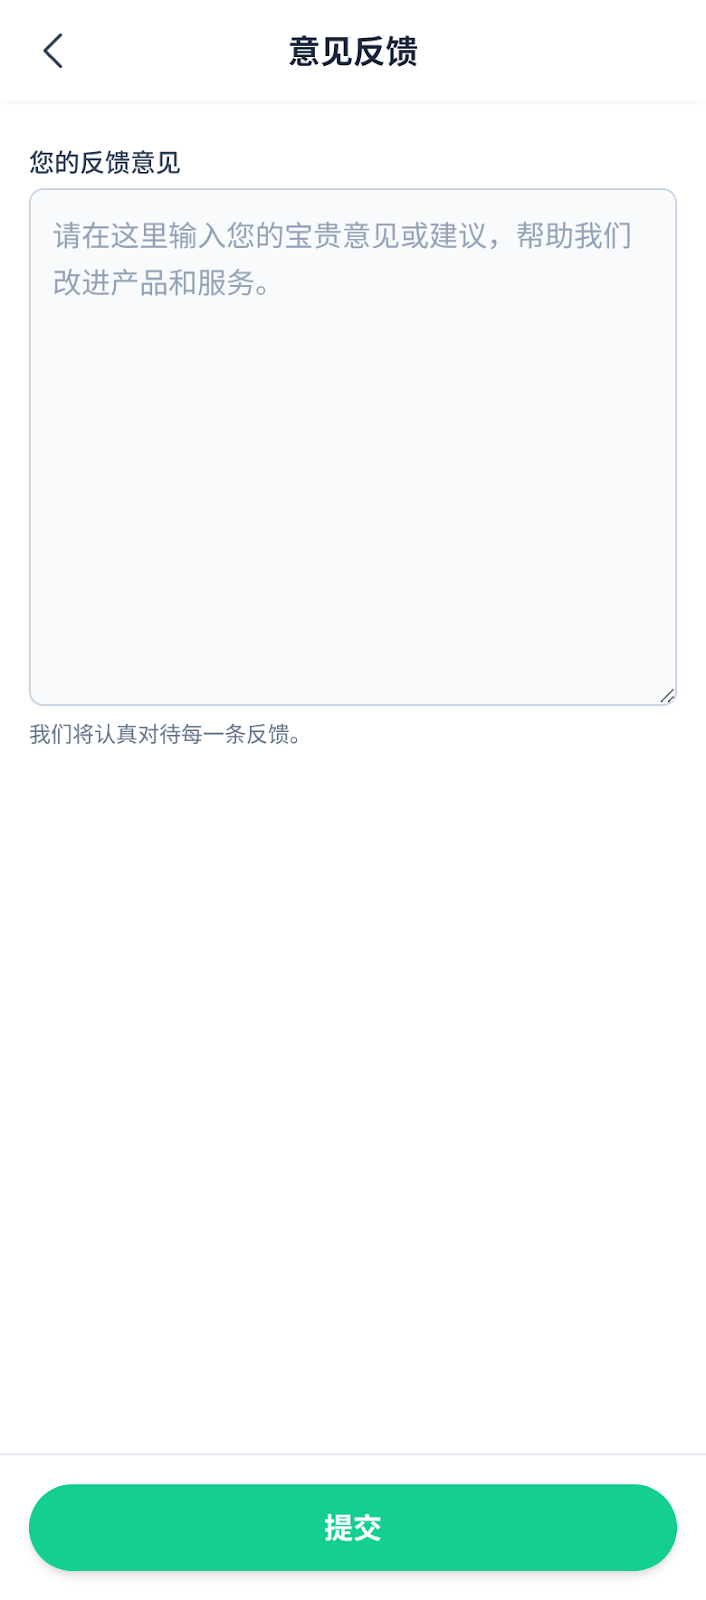 意见反馈
您的反馈意见
请在这里输入您的宝贵意见或建议，帮助我们
改进产品和服务。
我们将认真对待每一条反馈。
提交